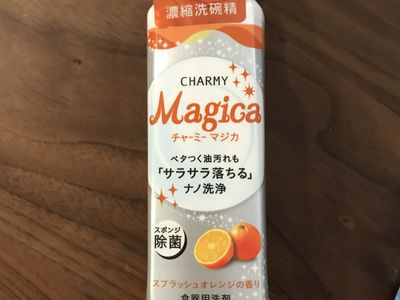 濃縮洗碗精
CHARMY
Magica
チャーミー マジカ
ベタつく油汚れも
「サラサラ落ちる」
ナノ洗浄
スポンジ
除菌
スプラッシュオレンジの香り
食器用洗剤